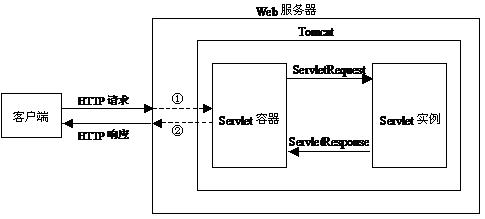 Web 服务器
Tomcat
ServletRequest
HTTP 请求
①
客户端
Servlet 容器
Servlet 实例
②
HTTP 响应
ServletResponse